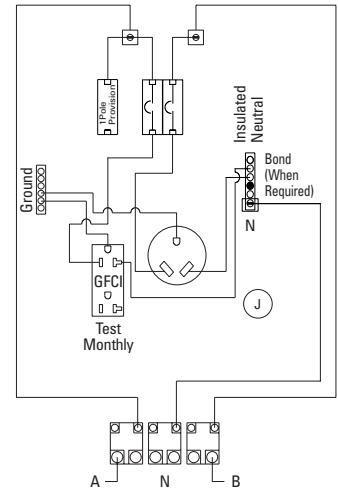 1Pole
Provision
Insulated
Neutral
Bond
(When
Required)
N
Ground
GFCI
Test
Monthly
J
A
N
B